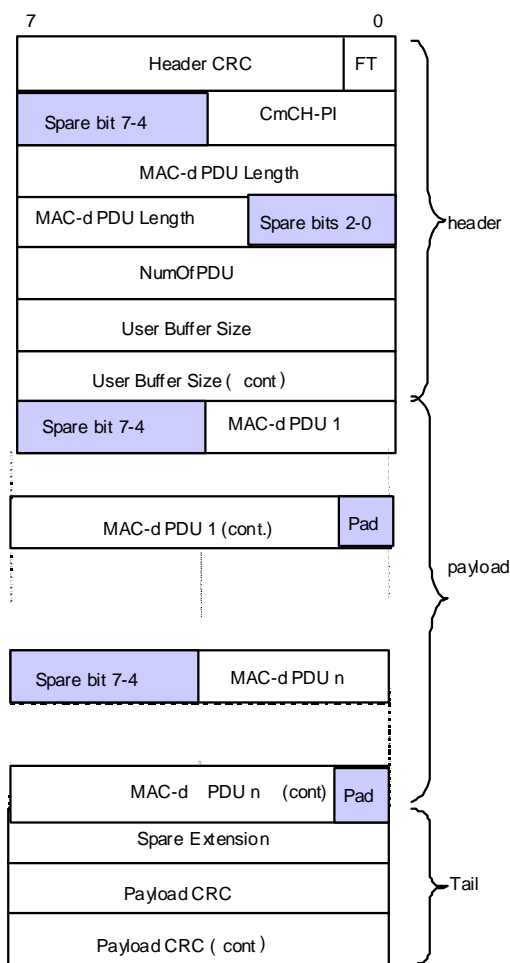 7 0
Header CRC FT
Spare bit 7-4 CmCH-PI
MAC-d PDU Length
MAC-d PDU Length Spare bits 2-0
header
NumOfPDU
User Buffer Size
User Buffer Size ( cont)
Spare bit 7-4 MAC-d PDU 1
MAC-d PDU 1 (cont.) Pad
payload
Spare bit 7-4 MAC-d PDU n
MAC-d PDU n (cont) Pad
Spare Extension
Payload CRC
Tail
Payload CRC ( cont )